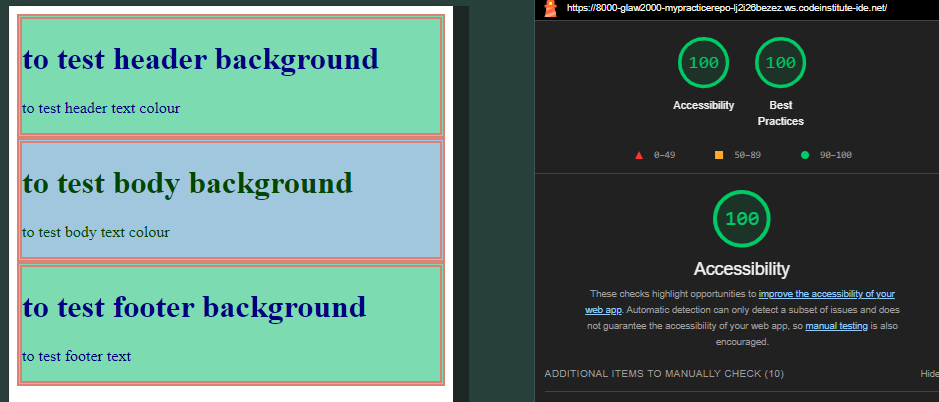 to test header background
to test header text colour
to test body background
to test body text colour
to test footer background
to test footer text
https://8000-glaw2000-mypracticerepo-lj2i26bezez.ws.codeinstitute-ide.net/
100
100
Accessibility
Best
Practices
0–49
50–89
90–100
100
Accessibility
These checks highlight opportunities to improve the accessibility of your
web app. Automatic detection can only detect a subset of issues and does
not guarantee the accessibility of your web app, so manual testing is also
encouraged.
ADDITIONAL ITEMS TO MANUALLY CHECK (10)
Hide